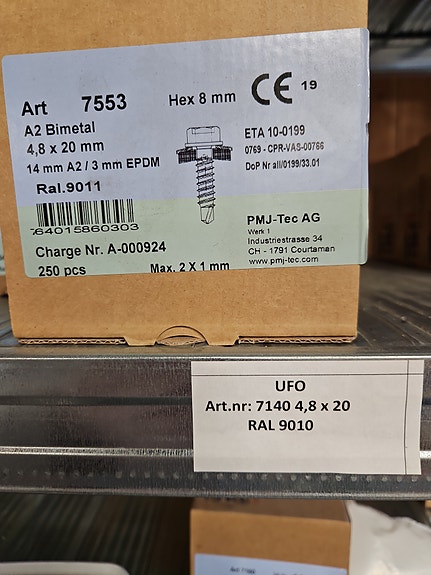 Art 7553 Hex 8 mm CE 19
A2 Bimetal
4,8 x 20 mm
14 mm A2 / 3 mm EPDM
Ral.9011
ETA 10-0199
0769 - CPR-VAS-00766
DoP Nr all/0199/33.01
7640158603003
PMJ-Tec AG
Werk 1
Industriestrasse 34
CH - 1791 Courtaman
www.pmj-tec.com
Charge Nr. A-000924
250 pcs Max. 2 X 1 mm
UFO
Art.nr: 7140 4,8 x 20
RAL 9010